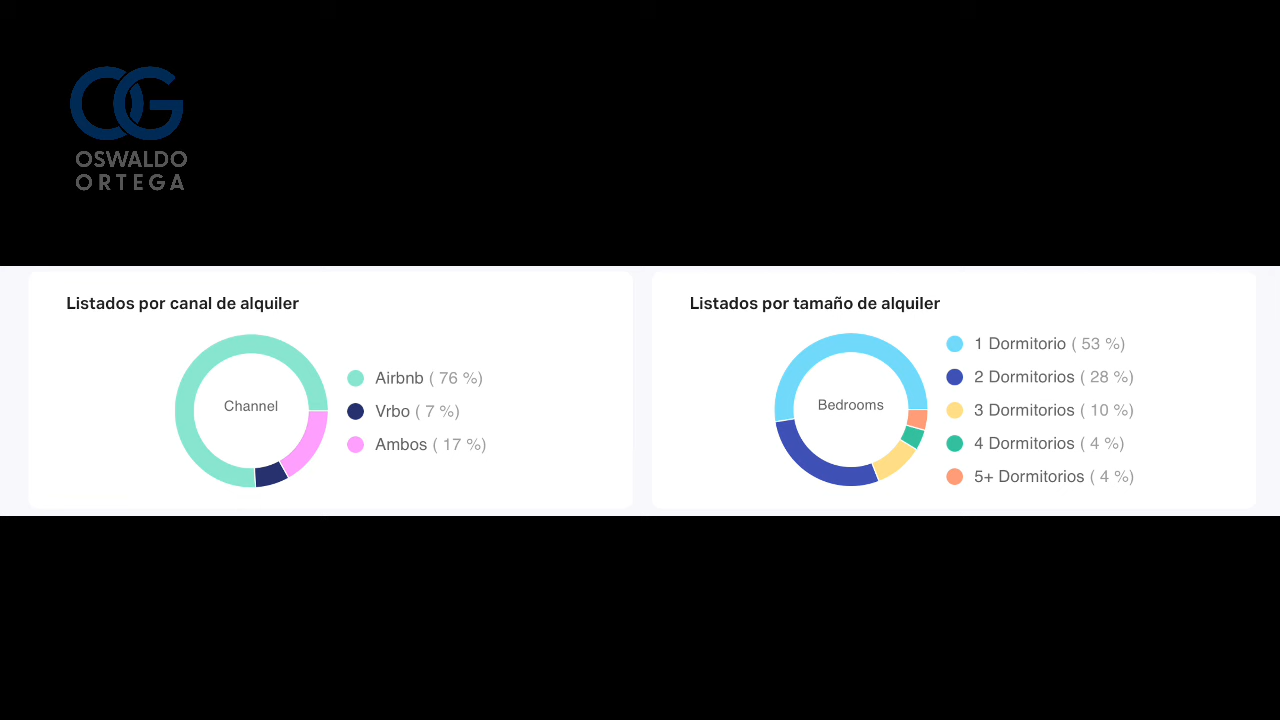 OG
OSWALDO
ORTEGA
Listados por canal de alquiler
Channel
Airbnb ( 76 %)
Vrbo ( 7 %)
Ambos ( 17 %)
Listados por tamaño de alquiler
Bedrooms
1 Dormitorio ( 53 %)
2 Dormitorios ( 28 %)
3 Dormitorios ( 10 %)
4 Dormitorios ( 4 %)
5+ Dormitorios ( 4 %)